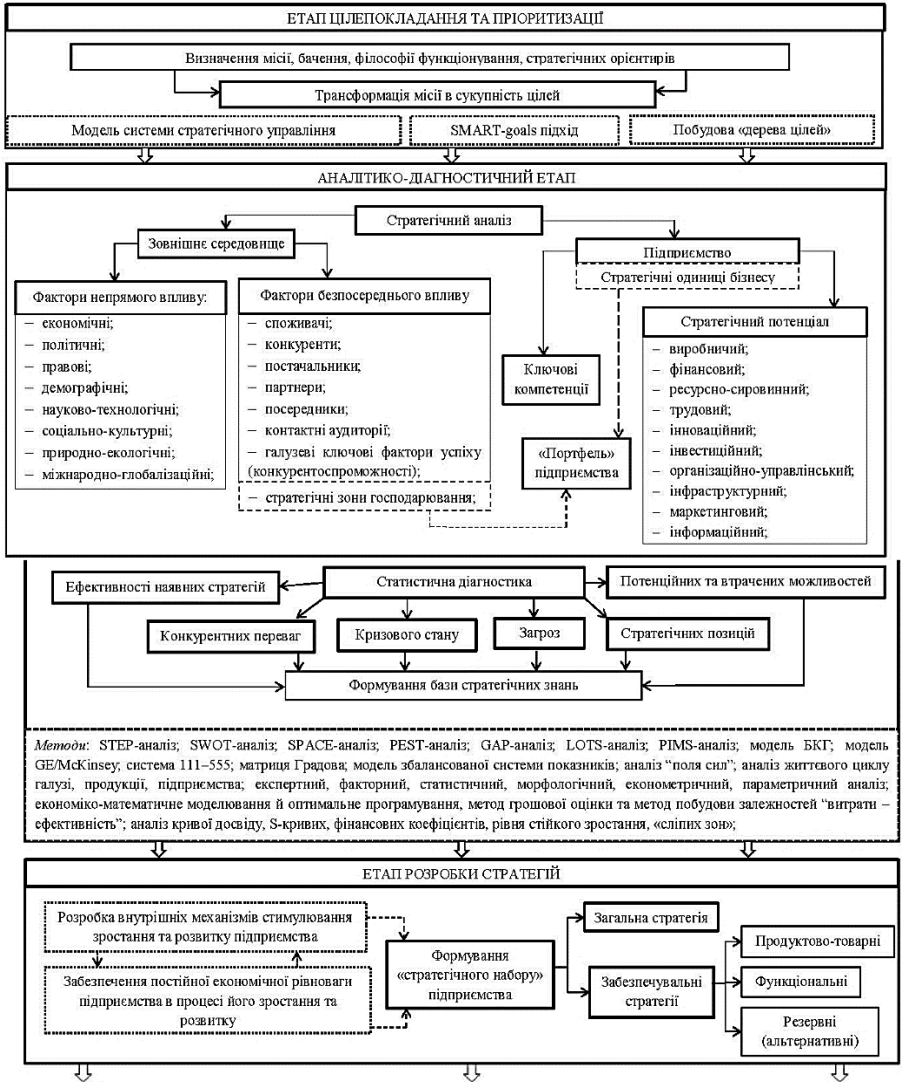 ЕТАП ЦІЛЕПОКЛАДАННЯ ТА ПРІОРИТИЗАЦІЇ
Визначення місії, бачення, філософії функціонування, стратегічних орієнтирів
Трансформація місії в сукупність цілей
Модель системи стратегічного управління
SMART-goals підхід
Побудова «дерева цілей»
АНАЛІТИКО-ДІАГНОСТИЧНИЙ ЕТАП
Стратегічний аналіз
Зовнішнє середовище
Підприємство
Стратегічні одиниці бізнесу
Фактори непрямого впливу:
– економічні;
– політичні;
– правові;
– демографічні;
– науково-технологічні;
– соціально-культурні;
– природно-екологічні;
– міжнародно-глобалізаційні;
Фактори безпосереднього впливу
– споживачі;
– конкуренти;
– постачальники;
– партнери;
– посередники;
– контактні аудиторії;
– галузеві ключові фактори успіху
(конкурентоспроможності);
– стратегічні зони господарювання;
Ключові
компетенції
«Портфель»
підприємства
Стратегічний потенціал
– виробничий;
– фінансовий;
– ресурсно-сировинний;
– трудовий;
– інноваційний;
– інвестиційний;
– організаційно-управлінський;
– інфраструктурний;
– маркетинговий;
– інформаційний;
Ефективності наявних стратегій
Статистична діагностика
Потенційних та втрачених можливостей
Конкурентних переваг
Кризового стану
Загроз
Стратегічних позицій
Формування бази стратегічних знань
Методи: STEP-аналіз; SWOT-аналіз; SPACE-аналіз; PEST-аналіз; GAP-аналіз; LOTS-аналіз; PIMS-аналіз; модель БКГ; модель
GE/McKinsey; система 111–555; матриця Градова; модель збалансованої системи показників; аналіз “поля сил”; аналіз життєвого циклу
галузі, продукції, підприємства; експертний, факторний, статистичний, морфологічний, економетричний, параметричний аналіз;
економіко-математичне моделювання й оптимальне програмування, метод грошової оцінки та метод побудови залежностей “витрати –
ефективність”; аналіз кривої досвіду, S-кривих, фінансових коефіцієнтів, рівня стійкого зростання, «сліпих зон»;
ЕТАП РОЗРОБКИ СТРАТЕГІЙ
Розробка внутрішніх механізмів стимулювання
зростання та розвитку підприємства
Забезпечення постійної економічної рівноваги
підприємства в процесі його зростання та
розвитку
Формування
«стратегічного набору»
підприємства
Загальна стратегія
Забезпечувальні
стратегії
Продуктово-товарні
Функціональні
Резервні
(альтернативні)